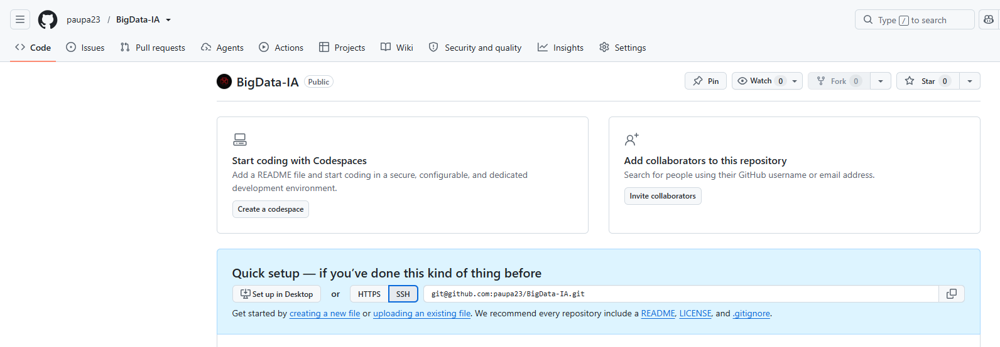 paupa23 / BigData-IA
Type / to search
Code Issues Pull requests Agents Actions Projects Wiki Security and quality Insights Settings
BigData-IA Public
Pin Watch 0 Fork 0 Star 0
Start coding with Codespaces
Add a README file and start coding in a secure, configurable, and dedicated
development environment.
Create a codespace
Add collaborators to this repository
Search for people using their GitHub username or email address.
Invite collaborators
Quick setup — if you’ve done this kind of thing before
Set up in Desktop or HTTPS SSH git@github.com:paupa23/BigData-IA.git
Get started by creating a new file or uploading an existing file. We recommend every repository include a README, LICENSE, and .gitignore.